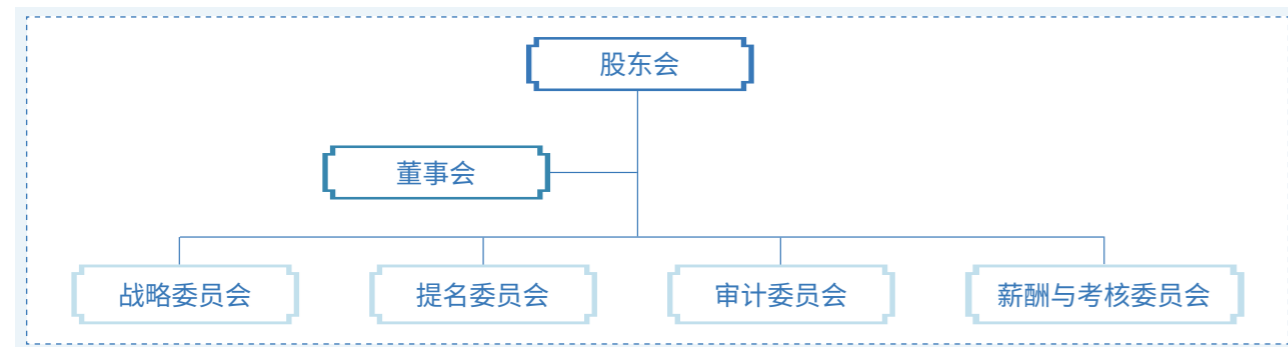 股东会
董事会
战略委员会
提名委员会
审计委员会
薪酬与考核委员会